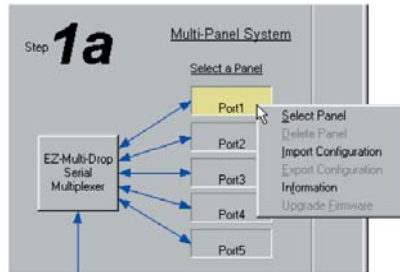 Step 1a
Multi-Panel System
Select a Panel
Port1
Port2
Port3
Port4
Port5
EZ-Multi-Drop
Serial
Multiplexer
Select Panel
Delete Panel
Import Configuration
Export Configuration
Information
Upgrade Firmware